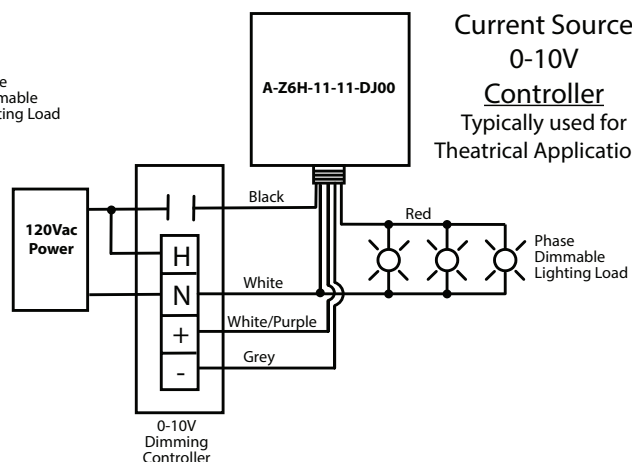 Current Source
0-10V
Controller
Typically used for
Theatrical Applicatio
A-Z6H-11-11-DJ00
ting Load
Black
Red
120Vac
Power
H
N
+
-
White
White/Purple
Grey
Phase
Dimmable
Lighting Load
0-10V
Dimming
Controller